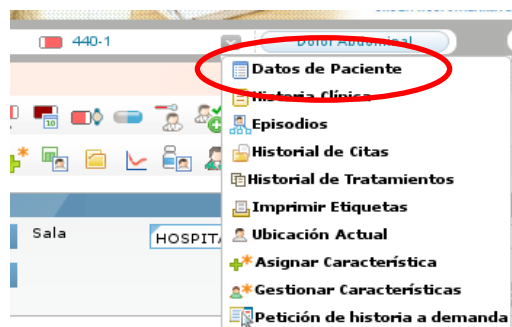 440-1
Dolor Abdominal
Datos de Paciente
Historia Clínica
Episodios
Historial de Citas
Historial de Tratamientos
Imprimir Etiquetas
Sala
HOSPITA
Ubicación Actual
Asignar Característica
Gestionar Características
Petición de historia a demanda